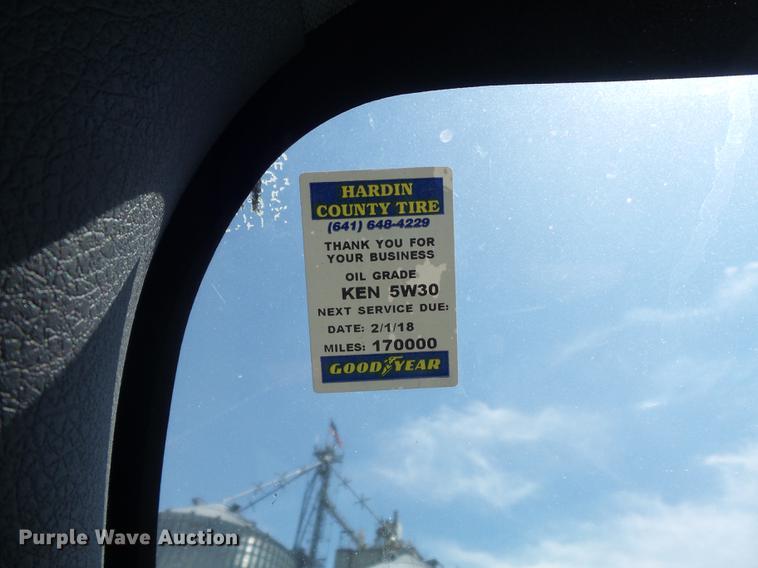 HARDIN
COUNTY TIRE
(641) 648-4229
THANK YOU FOR
YOUR BUSINESS
OIL GRADE
KEN 5W30
NEXT SERVICE DUE:
DATE: 2/1/18
MILES: 170000
GOODYEAR
Purple Wave Auction